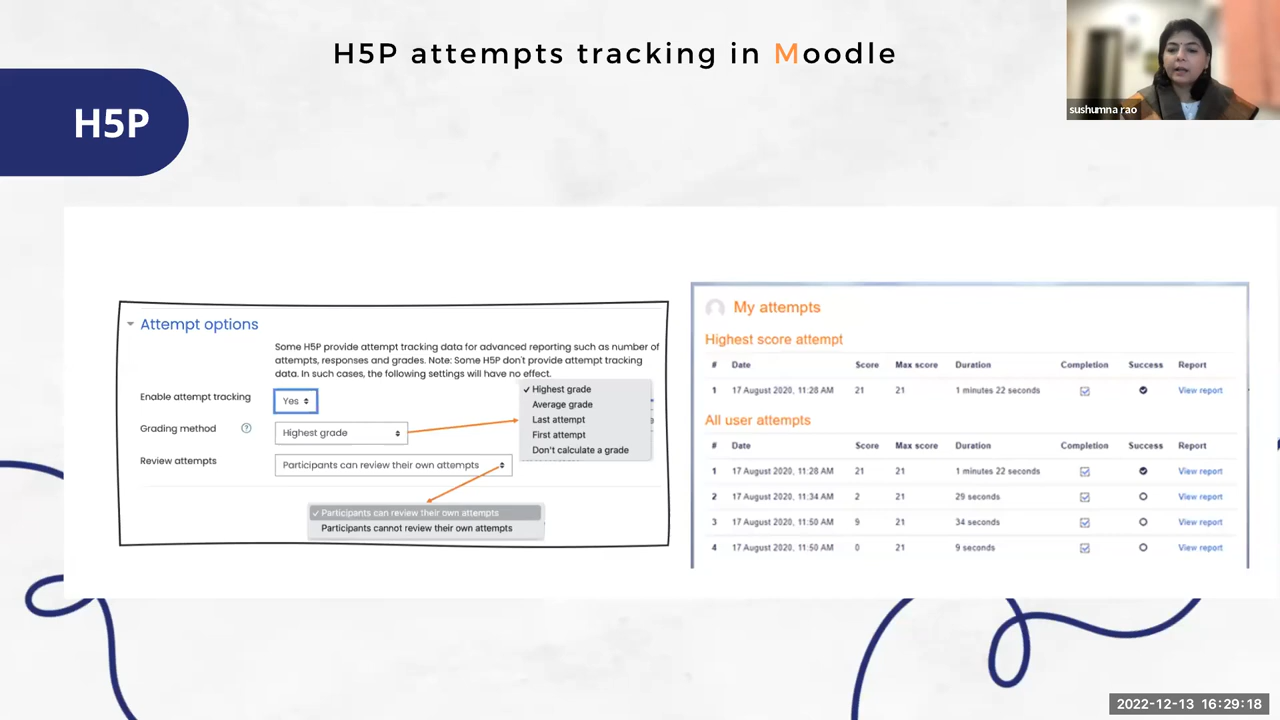 H5P attempts tracking in Moodle
sushumna rao
H5P
Attempt options
Some H5P provide attempt tracking data for advanced reporting such as number of
attempts, responses and grades. Note: Some H5P don't provide attempt tracking
data. In such cases, the following settings will have no effect.
Enable attempt tracking
Yes
Grading method
?
Highest grade
Review attempts
Participants can review their own attempts
✓ Highest grade
Average grade
Last attempt
First attempt
Don't calculate a grade
✓ Participants can review their own attempts
Participants cannot review their own attempts
My attempts
Highest score attempt
# Date Score Max score Duration Completion Success Report
1 17 August 2020, 11:28 AM 21 21 1 minutes 22 seconds View report
All user attempts
# Date Score Max score Duration Completion Success Report
1 17 August 2020, 11:28 AM 21 21 1 minutes 22 seconds View report
2 17 August 2020, 11:34 AM 2 21 29 seconds View report
3 17 August 2020, 11:50 AM 9 21 34 seconds View report
4 17 August 2020, 11:50 AM 0 21 9 seconds View report
2022-12-13 16:29:18